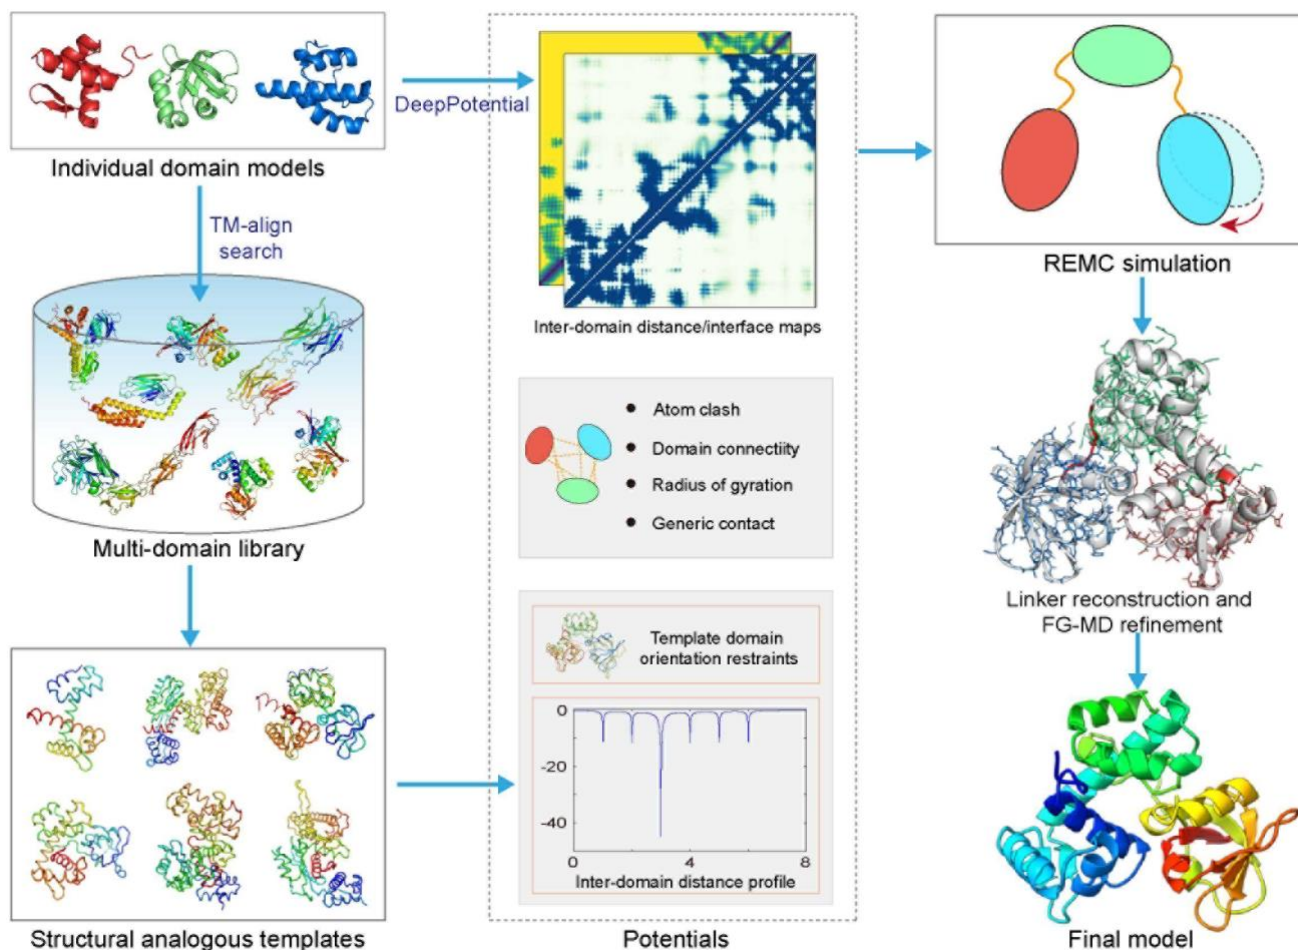 Individual domain models
DeepPotential
TM-align
search
Multi-domain library
Structural analogous templates
Inter-domain distance/interface maps
● Atom clash
● Domain connectiity
● Radius of gyration
● Generic contact
Template domain
orientation restraints
0
-20
-40
0
4
8
Inter-domain distance profile
Potentials
REMC simulation
Linker reconstruction and
FG-MD refinement
Final model